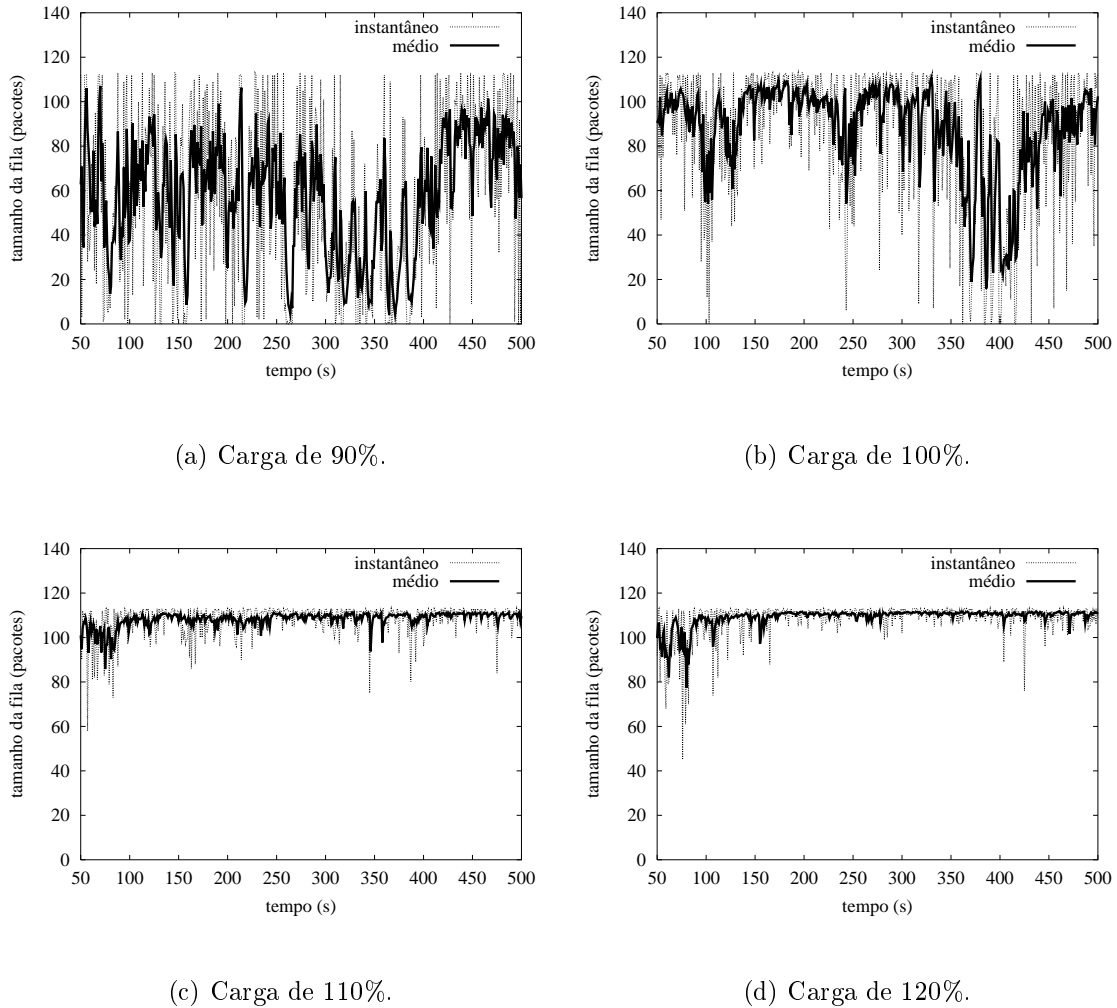 140
120
100
80
60
40
20
0
tamanho da fila (pacotes)
instantâneo
médio
50 100 150 200 250 300 350 400 450 500
tempo (s)
(a) Carga de 90%.
140
120
100
80
60
40
20
0
tamanho da fila (pacotes)
instantâneo
médio
50 100 150 200 250 300 350 400 450 500
tempo (s)
(b) Carga de 100%.
140
120
100
80
60
40
20
0
tamanho da fila (pacotes)
instantâneo
médio
50 100 150 200 250 300 350 400 450 500
tempo (s)
(c) Carga de 110%.
140
120
100
80
60
40
20
0
tamanho da fila (pacotes)
instantâneo
médio
50 100 150 200 250 300 350 400 450 500
tempo (s)
(d) Carga de 120%.